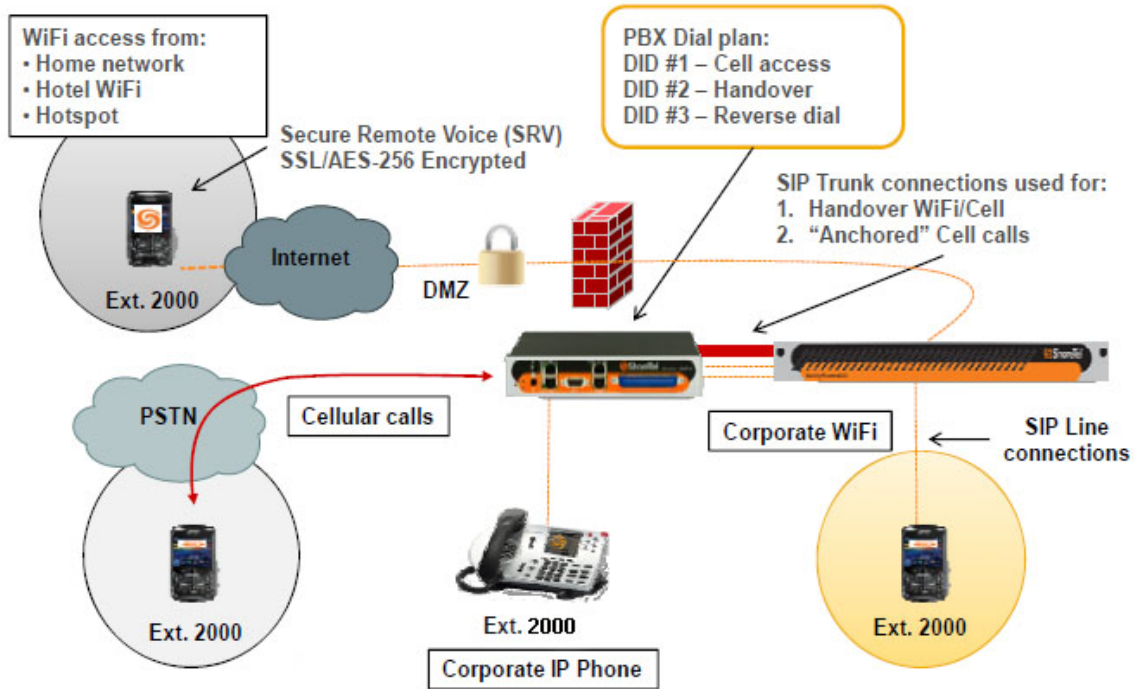 WiFi access from:
• Home network
• Hotel WiFi
• Hotspot
PBX Dial plan:
DID #1 – Cell access
DID #2 – Handover
DID #3 – Reverse dial
Secure Remote Voice (SRV)
SSL/AES-256 Encrypted
SIP Trunk connections used for:
1. Handover WiFi/Cell
2. “Anchored” Cell calls
Internet
DMZ
Ext. 2000
ShoreTel
ShoreTel
PSTN
Cellular calls
Corporate WiFi
SIP Line
connections
Ext. 2000
Ext. 2000
Ext. 2000
Corporate IP Phone